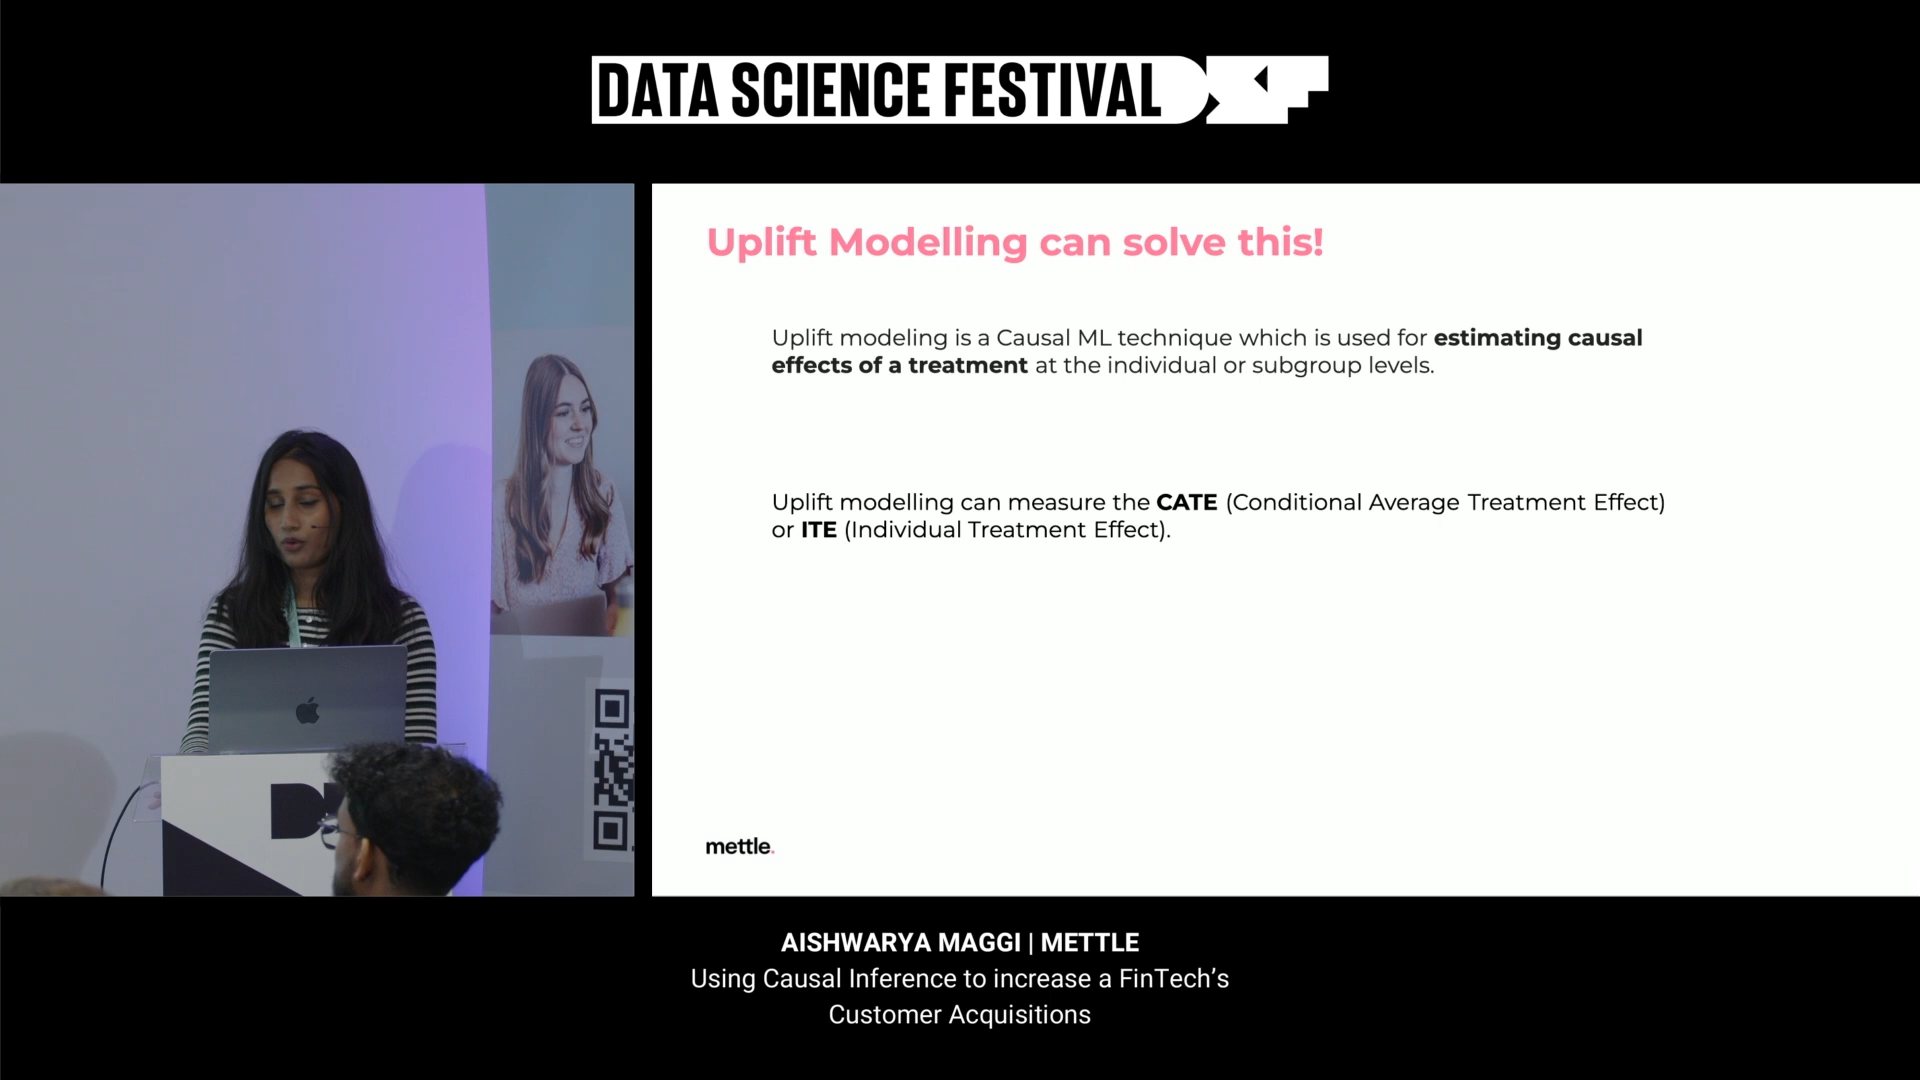 DATA SCIENCE FESTIVAL
Uplift Modelling can solve this!
Uplift modeling is a Causal ML technique which is used for estimating causal
effects of a treatment at the individual or subgroup levels.
Uplift modelling can measure the CATE (Conditional Average Treatment Effect)
or ITE (Individual Treatment Effect).
mettle.
AISHWARYA MAGGI | METTLE
Using Causal Inference to increase a FinTech’s
Customer Acquisitions